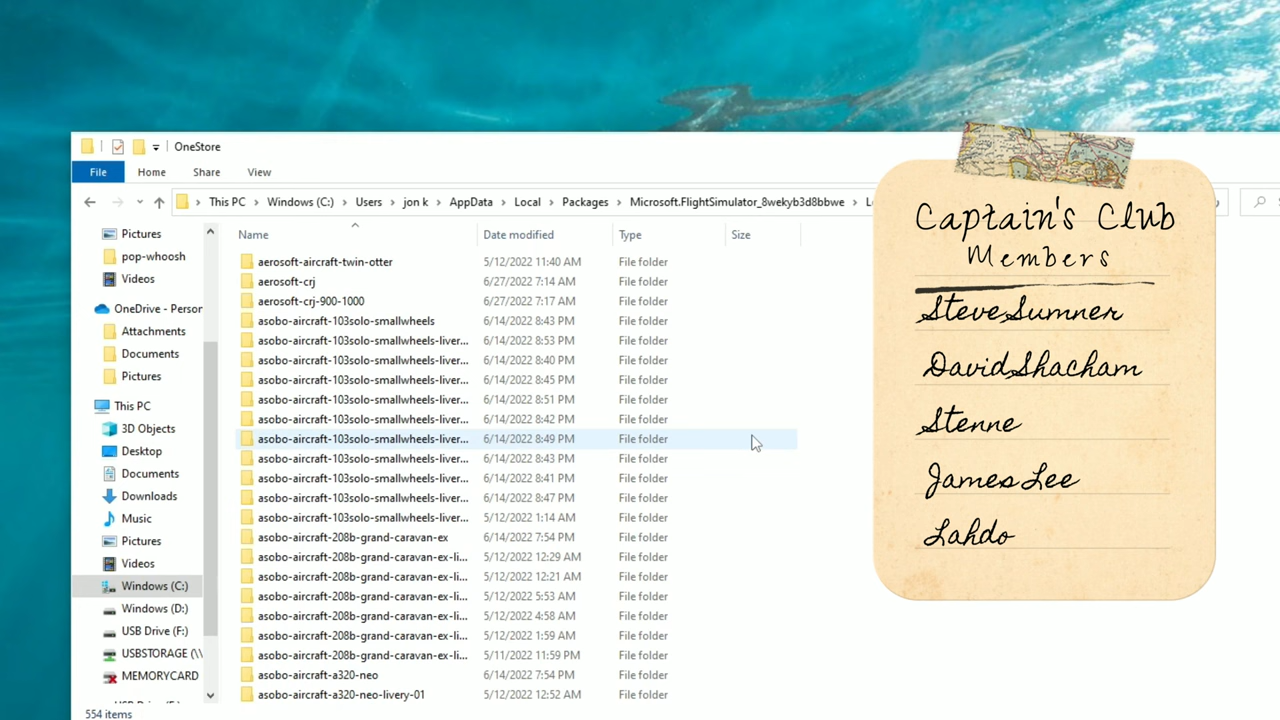 OneStore
File Home Share View
This PC Windows (C:) Users jon k AppData Local Packages Microsoft.FlightSimulator_8wekyb3d8bbwe
Name Date modified Type Size
Pictures
pop-whoosh
Videos
OneDrive - Person
Attachments
Documents
Pictures
This PC
3D Objects
Desktop
Documents
Downloads
Music
Pictures
Videos
Windows (C:)
Windows (D:)
USB Drive (F:)
USBSTORAGE (\\
MEMORYCARD
aerosoft-aircraft-twin-otter 5/12/2022 11:40 AM File folder
aerosoft-crj 6/27/2022 7:14 AM File folder
aerosoft-crj-900-1000 6/27/2022 7:17 AM File folder
asobo-aircraft-103solo-smallwheels 6/14/2022 8:43 PM File folder
asobo-aircraft-103solo-smallwheels-liver... 6/14/2022 8:53 PM File folder
asobo-aircraft-103solo-smallwheels-liver... 6/14/2022 8:40 PM File folder
asobo-aircraft-103solo-smallwheels-liver... 6/14/2022 8:45 PM File folder
asobo-aircraft-103solo-smallwheels-liver... 6/14/2022 8:51 PM File folder
asobo-aircraft-103solo-smallwheels-liver... 6/14/2022 8:42 PM File folder
asobo-aircraft-103solo-smallwheels-liver... 6/14/2022 8:49 PM File folder
asobo-aircraft-103solo-smallwheels-liver... 6/14/2022 8:43 PM File folder
asobo-aircraft-103solo-smallwheels-liver... 6/14/2022 8:41 PM File folder
asobo-aircraft-103solo-smallwheels-liver... 6/14/2022 8:47 PM File folder
asobo-aircraft-103solo-smallwheels-liver... 5/12/2022 1:14 AM File folder
asobo-aircraft-208b-grand-caravan-ex 6/14/2022 7:54 PM File folder
asobo-aircraft-208b-grand-caravan-ex-li... 5/12/2022 12:29 AM File folder
asobo-aircraft-208b-grand-caravan-ex-li... 5/12/2022 12:21 AM File folder
asobo-aircraft-208b-grand-caravan-ex-li... 5/12/2022 5:53 AM File folder
asobo-aircraft-208b-grand-caravan-ex-li... 5/12/2022 4:58 AM File folder
asobo-aircraft-208b-grand-caravan-ex-li... 5/12/2022 1:59 AM File folder
asobo-aircraft-208b-grand-caravan-ex-li... 5/11/2022 11:59 PM File folder
asobo-aircraft-a320-neo 6/14/2022 7:54 PM File folder
asobo-aircraft-a320-neo-livery-01 5/12/2022 12:52 AM File folder
554 items
Captain's Club
Members
SteveSumner
DavidShacham
Stenne
JamesLee
Lahdo